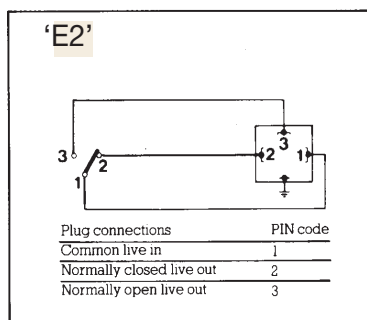 ‘E2’
3
3 2 2 1
1
Plug connections PIN code
Common live in 1
Normally closed live out 2
Normally open live out 3